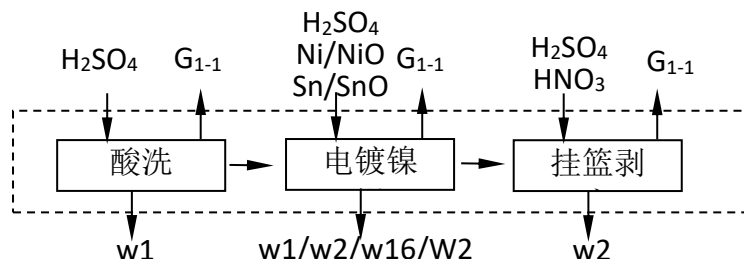 H₂SO₄
G₁₋₁
H₂SO₄
Ni/NiO
Sn/SnO
G₁₋₁
H₂SO₄
HNO₃
G₁₋₁
酸洗
电镀镍
挂篮剥
w1
w1/w2/w16/W2
w2